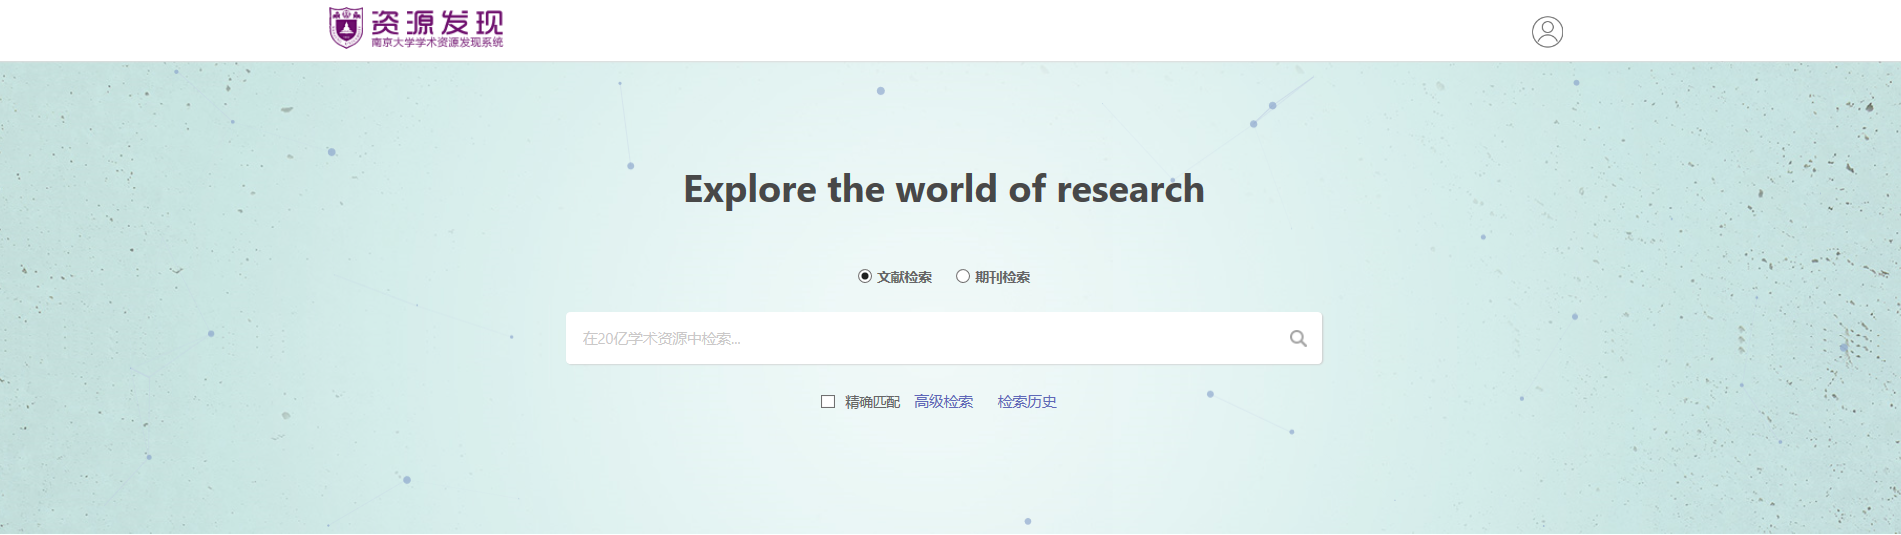 资源发现
南京大学学术资源发现系统
Explore the world of research
文献检索 期刊检索
在20亿学术资源中检索...
精确匹配 高级检索 检索历史